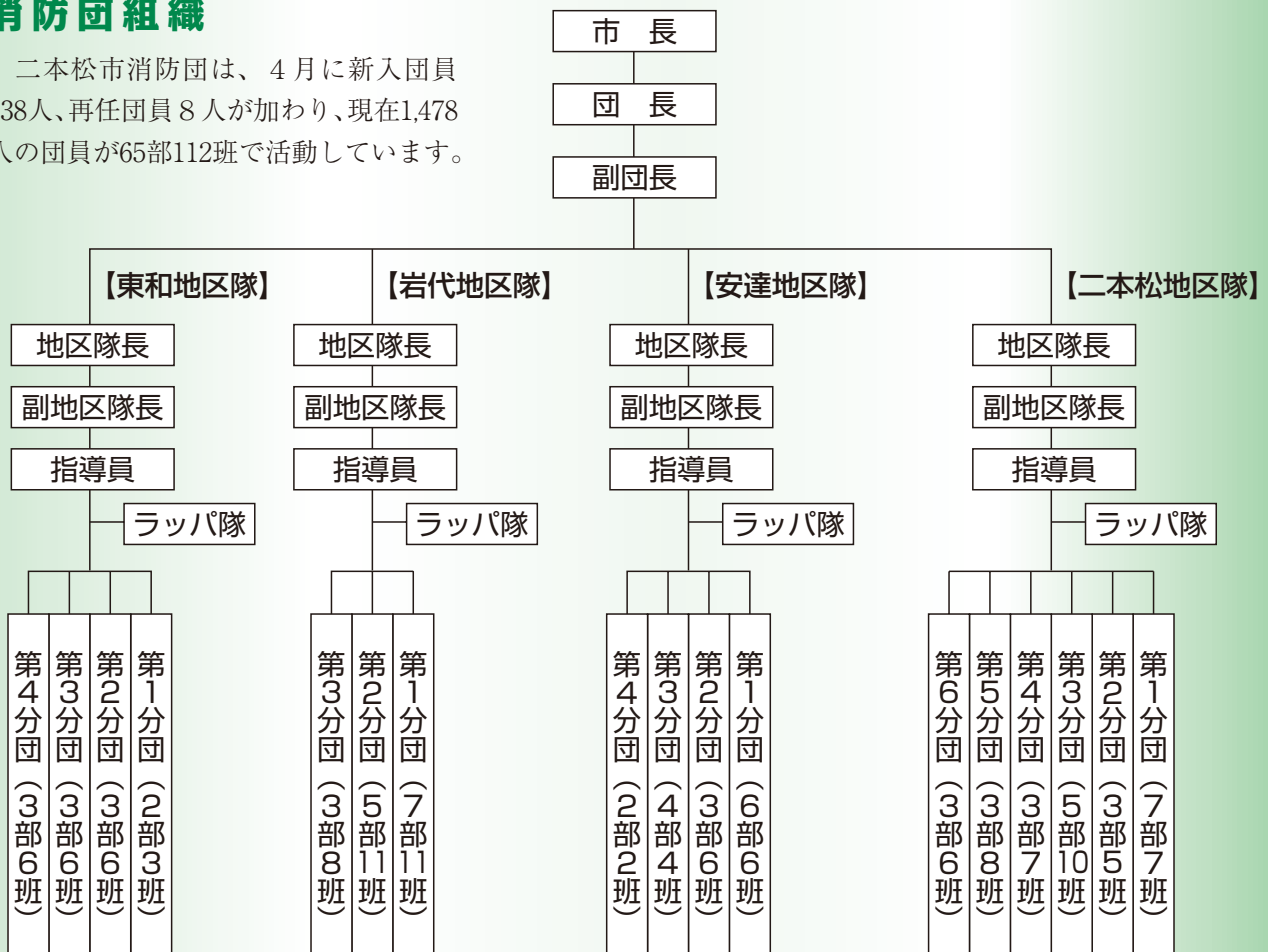 消防団組織
二本松市消防団は、４月に新入団員
38人、再任団員８人が加わり、現在1,478
人の団員が65部112班で活動しています。
市　長
団　長
副団長
【東和地区隊】
【岩代地区隊】
【安達地区隊】
【二本松地区隊】
地区隊長
地区隊長
地区隊長
地区隊長
副地区隊長
副地区隊長
副地区隊長
副地区隊長
指導員
指導員
指導員
指導員
ラッパ隊
ラッパ隊
ラッパ隊
ラッパ隊
第４分団（３部６班）
第３分団（３部６班）
第２分団（３部６班）
第１分団（２部３班）
第３分団（３部８班）
第２分団（５部11班）
第１分団（７部11班）
第４分団（２部２班）
第３分団（４部４班）
第２分団（３部６班）
第１分団（６部６班）
第６分団（３部６班）
第５分団（３部８班）
第４分団（３部７班）
第３分団（５部10班）
第２分団（３部５班）
第１分団（７部７班）